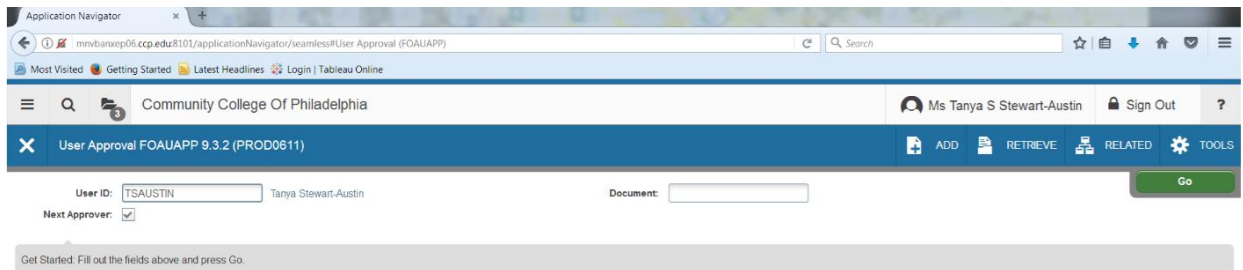 Application Navigator × +
mnvbanxep06.ccp.edu:8101/applicationNavigator/seamless#User Approval (FOAUAPP) Search
Most Visited Getting Started Latest Headlines Login | Tableau Online
3 Community College Of Philadelphia Ms Tanya S Stewart-Austin Sign Out ?
X User Approval FOAUAPP 9.3.2 (PROD0611) ADD RETRIEVE RELATED TOOLS
User ID: TSAUSTIN Tanya Stewart-Austin Document: Go
Next Approver:
Get Started: Fill out the fields above and press Go.